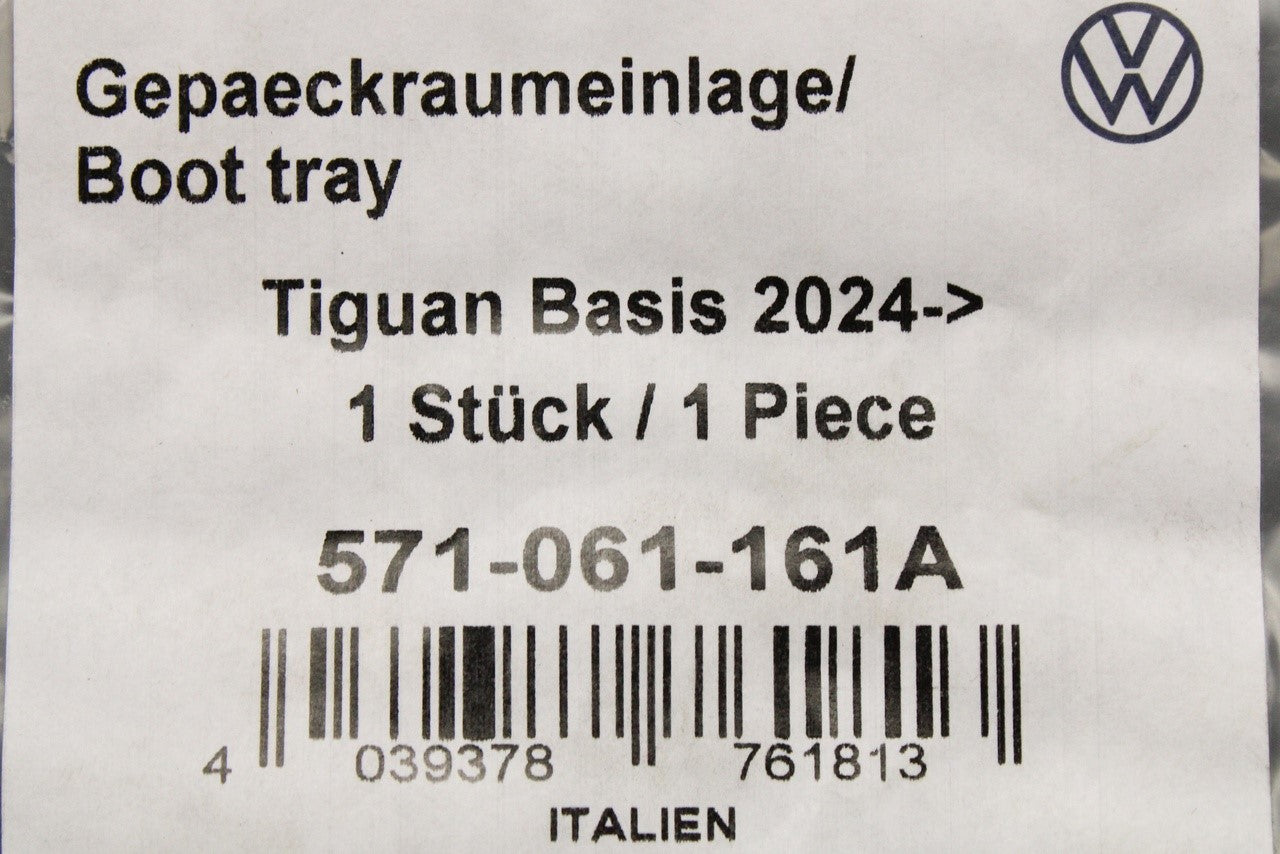 Gepaeckraumeinlage/
Boot tray
Tiguan Basis 2024->
1 Stück / 1 Piece
571-061-161A
4 039378 761813
ITALIEN